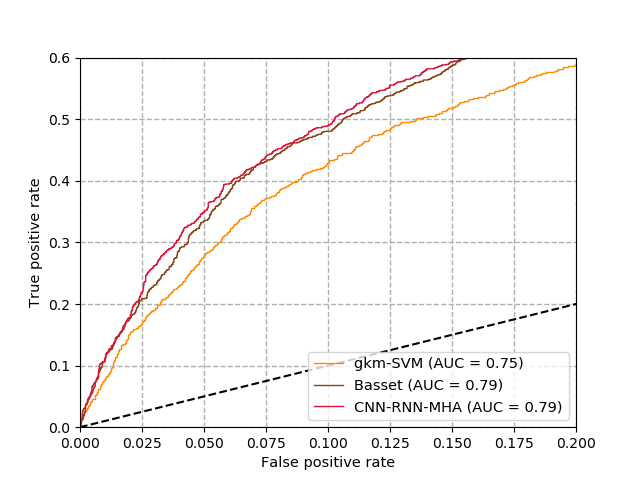 0.6
0.5
0.4
0.3
0.2
0.1
0.0
True positive rate
gkm-SVM (AUC = 0.75)
Basset (AUC = 0.79)
CNN-RNN-MHA (AUC = 0.79)
0.000 0.025 0.050 0.075 0.100 0.125 0.150 0.175 0.200
False positive rate